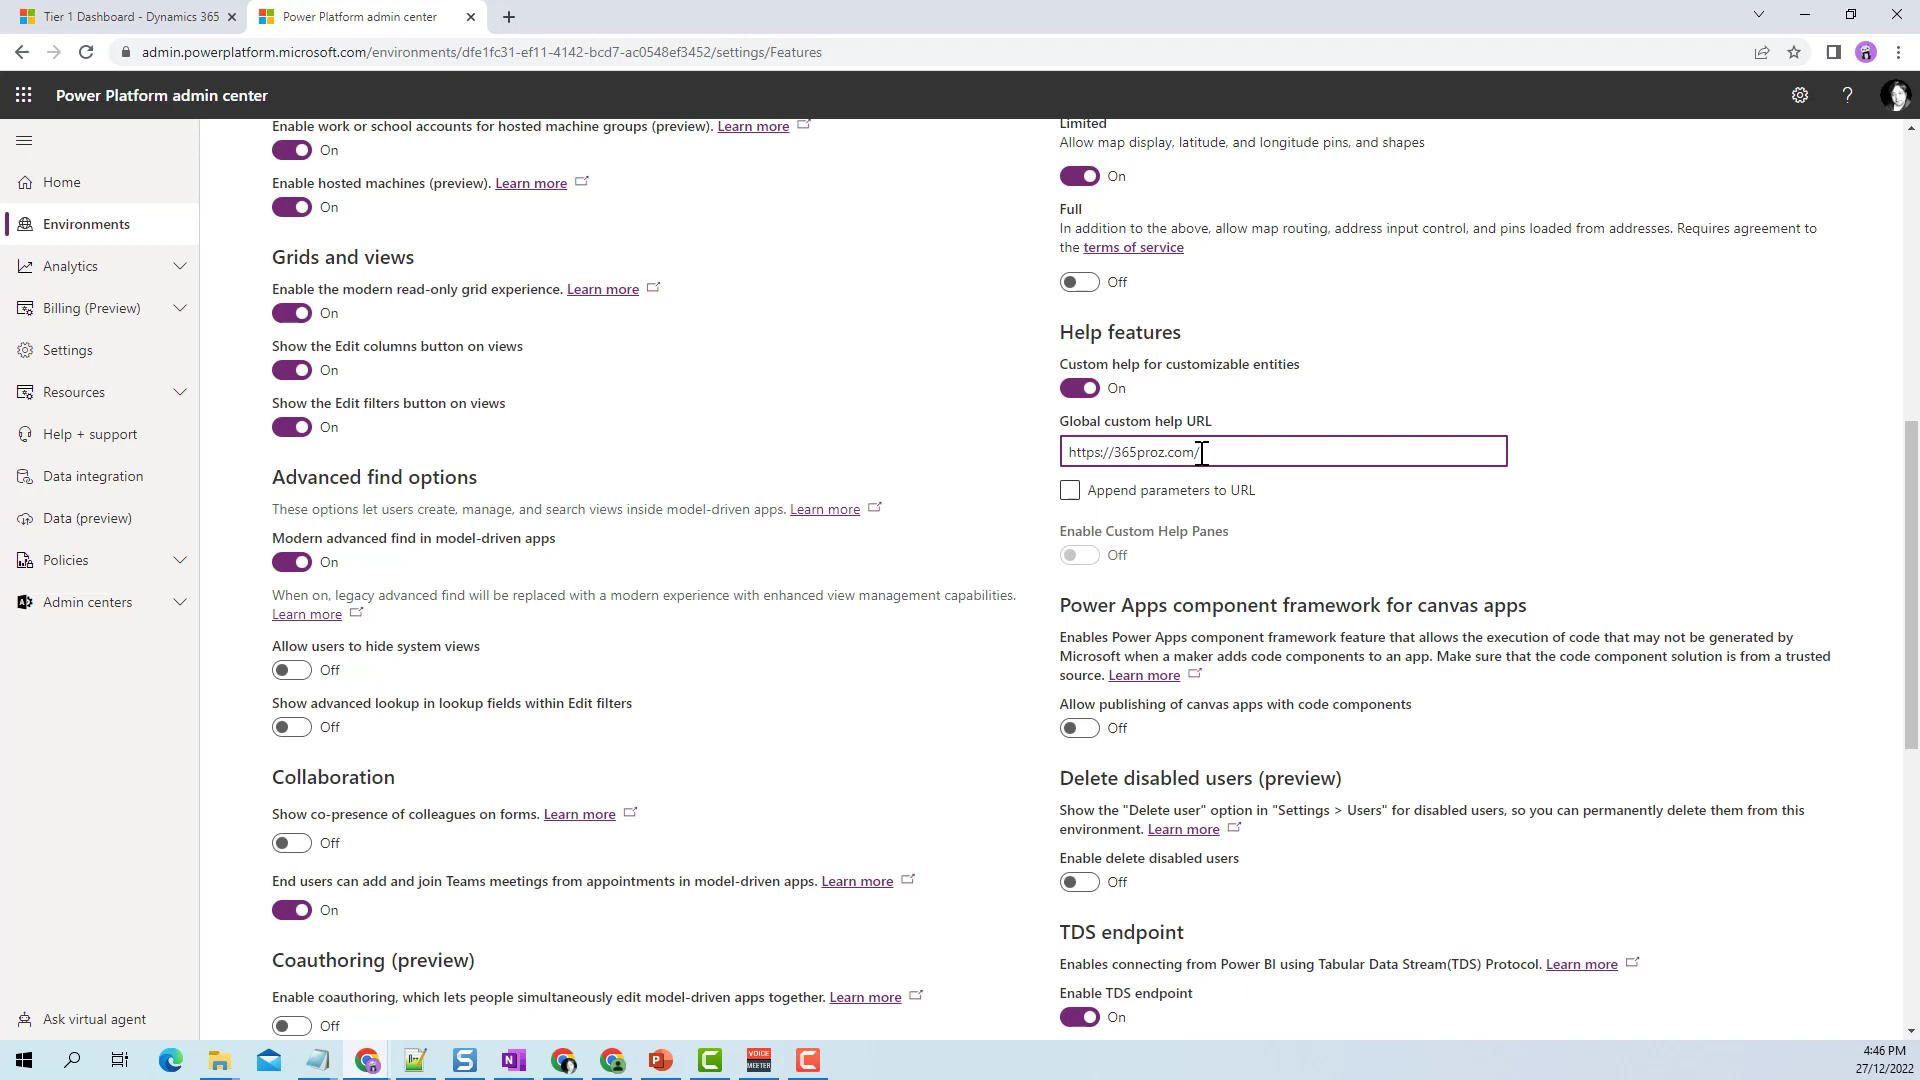 Tier 1 Dashboard - Dynamics 365
Power Platform admin center
admin.powerplatform.microsoft.com/environments/dfe1fc31-ef11-4142-bcd7-ac0548ef3452/settings/Features
Power Platform admin center
Home
Environments
Analytics
Billing (Preview)
Settings
Resources
Help + support
Data integration
Data (preview)
Policies
Admin centers
Ask virtual agent
Enable work or school accounts for hosted machine groups (preview). Learn more
On
Enable hosted machines (preview). Learn more
On
Grids and views
Enable the modern read-only grid experience. Learn more
On
Show the Edit columns button on views
On
Show the Edit filters button on views
On
Advanced find options
These options let users create, manage, and search views inside model-driven apps. Learn more
Modern advanced find in model-driven apps
On
When on, legacy advanced find will be replaced with a modern experience with enhanced view management capabilities.
Learn more
Allow users to hide system views
Off
Show advanced lookup in lookup fields within Edit filters
Off
Collaboration
Show co-presence of colleagues on forms. Learn more
Off
End users can add and join Teams meetings from appointments in model-driven apps. Learn more
On
Coauthoring (preview)
Enable coauthoring, which lets people simultaneously edit model-driven apps together. Learn more
Off
Limited
Allow map display, latitude, and longitude pins, and shapes
On
Full
In addition to the above, allow map routing, address input control, and pins loaded from addresses. Requires agreement to
the terms of service
Off
Help features
Custom help for customizable entities
On
Global custom help URL
https://365proz.com/
Append parameters to URL
Enable Custom Help Panes
Off
Power Apps component framework for canvas apps
Enables Power Apps component framework feature that allows the execution of code that may not be generated by
Microsoft when a maker adds code components to an app. Make sure that the code component solution is from a trusted
source. Learn more
Allow publishing of canvas apps with code components
Off
Delete disabled users (preview)
Show the "Delete user" option in "Settings > Users" for disabled users, so you can permanently delete them from this
environment. Learn more
Enable delete disabled users
Off
TDS endpoint
Enables connecting from Power BI using Tabular Data Stream(TDS) Protocol. Learn more
Enable TDS endpoint
On
VOICE
MEETER
4:46 PM
27/12/2022